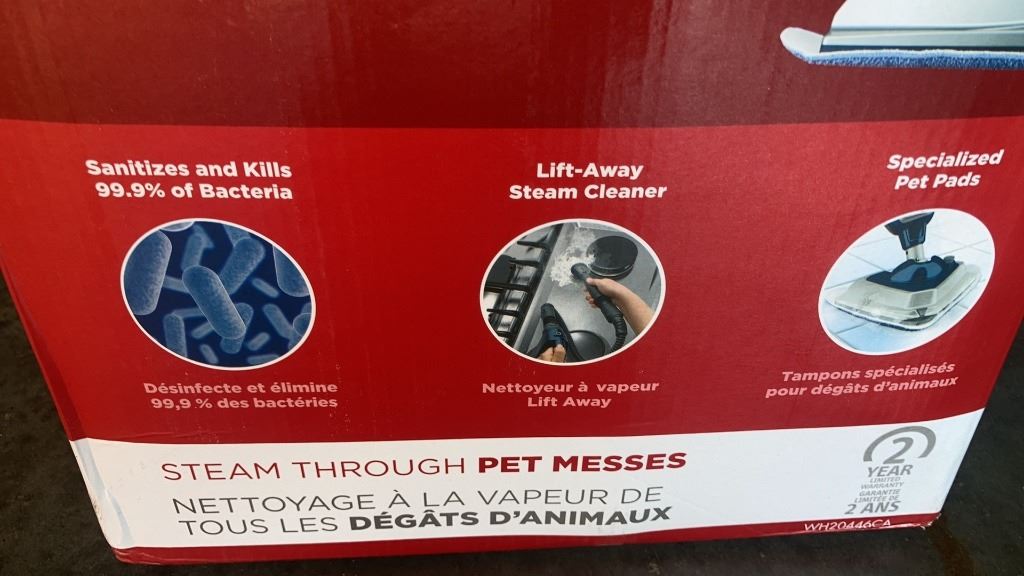 Sanitizes and Kills
99.9% of Bacteria
Lift-Away
Steam Cleaner
Specialized
Pet Pads
Désinfecte et élimine
99,9 % des bactéries
Nettoyeur à vapeur
Lift Away
Tampons spécialisés
pour dégâts d'animaux
STEAM THROUGH PET MESSES
NETTOYAGE À LA VAPEUR DE
TOUS LES DÉGÂTS D'ANIMAUX
2
YEAR
LIMITED
WARRANTY
GARANTIE
LIMITÉE DE
2 ANS
WH20446CA